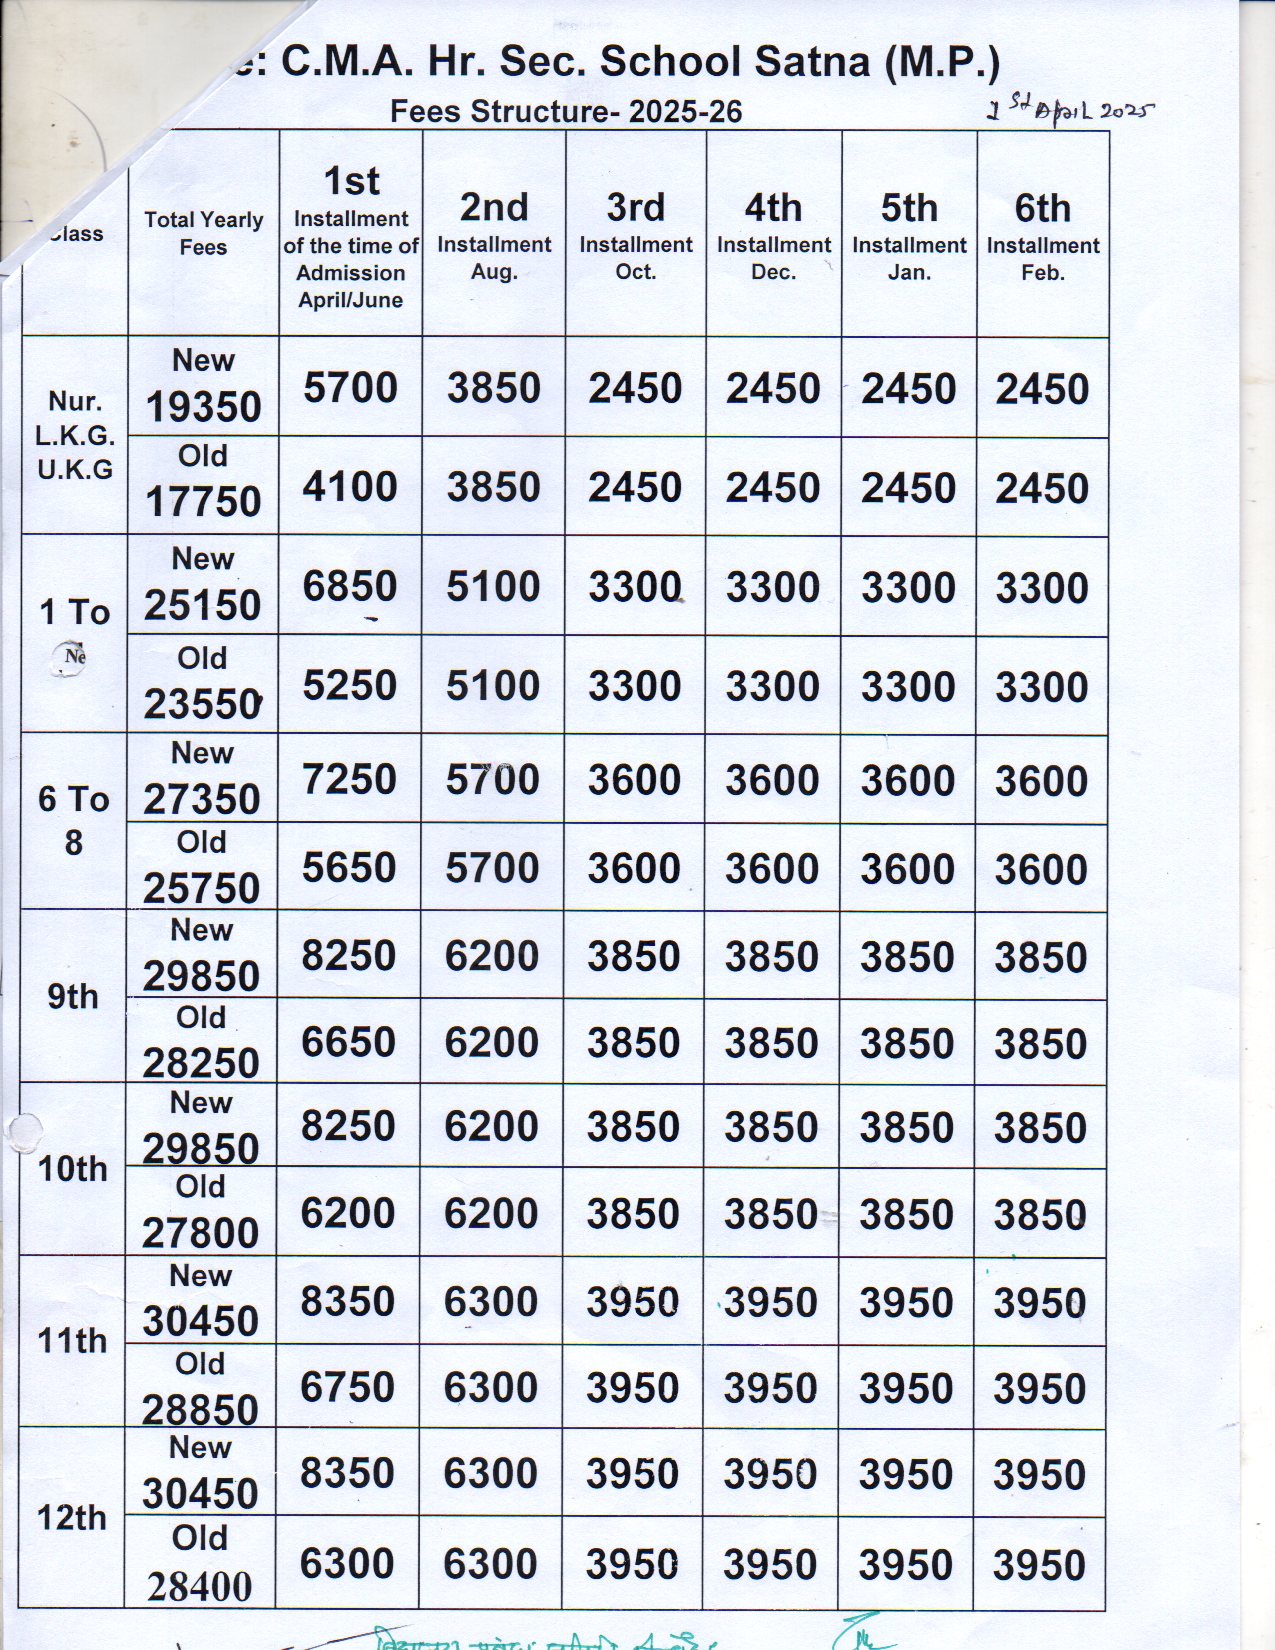 e: C.M.A. Hr. Sec. School Satna (M.P.)
Fees Structure- 2025-26
1st April 2025
Class
Total Yearly
Fees
1st
Installment
of the time of
Admission
April/June
2nd
Installment
Aug.
3rd
Installment
Oct.
4th
Installment
Dec.
5th
Installment
Jan.
6th
Installment
Feb.
Nur.
L.K.G.
U.K.G
New
19350 5700 3850 2450 2450 2450 2450
Old
17750 4100 3850 2450 2450 2450 2450
1 To
Ne
New
25150 6850 5100 3300 3300 3300 3300
Old
23550 5250 5100 3300 3300 3300 3300
6 To
8
New
27350 7250 5700 3600 3600 3600 3600
Old
25750 5650 5700 3600 3600 3600 3600
9th
New
29850 8250 6200 3850 3850 3850 3850
Old
28250 6650 6200 3850 3850 3850 3850
10th
New
29850 8250 6200 3850 3850 3850 3850
Old
27800 6200 6200 3850 3850 3850 3850
11th
New
30450 8350 6300 3950 3950 3950 3950
Old
28850 6750 6300 3950 3950 3950 3950
12th
New
30450 8350 6300 3950 3950 3950 3950
Old
28400 6300 6300 3950 3950 3950 3950